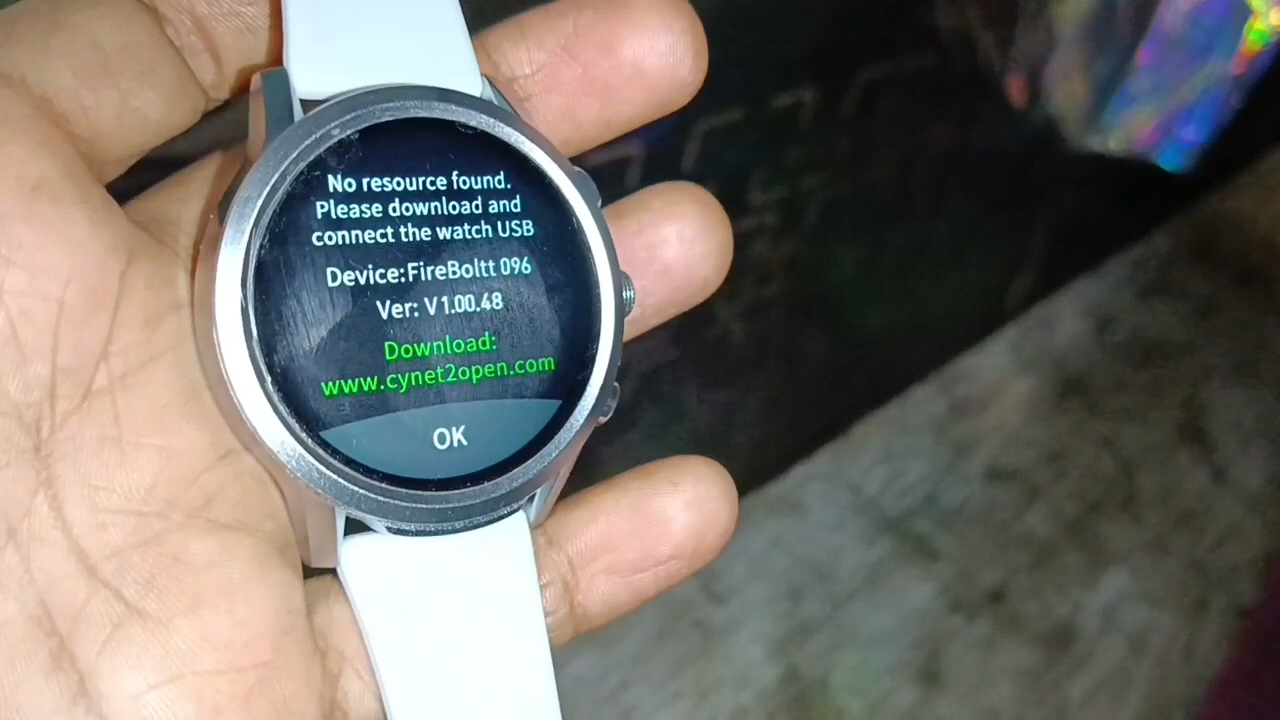 No resource found.
Please download and
connect the watch USB
Device:FireBoltt 096
Ver: V1.00.48
Download:
www.cynet2open.com
OK